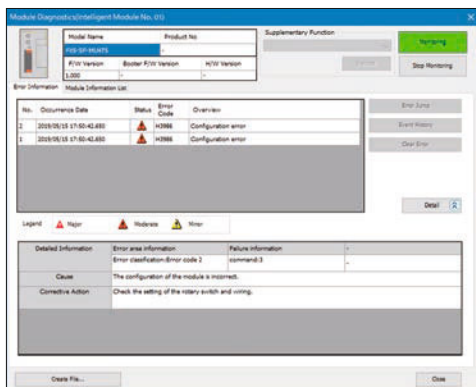 Module Diagnostics(Intelligent Module No. 01)
Model Name
Product No
Supplementary Function
Monitoring
-
F/W Version
Boot F/W Version
H/W Version
Stop Monitoring
1.000
-
-
Error Information
Module Information List
No.
Occurrence Date
Status
Error Code
Overview
Error Jump
2
2019/05/15 17:50:42.650
Configuration error
Event History
1
2019/05/15 17:50:42.650
Configuration error
Clear Error
Detail
Legend
Major
Moderate
Minor
Detailed Information
Error area information
Failure Information
-
Error classification:Error code 2
command:3
-
Cause
The configuration of the module is incorrect.
Corrective Action
Check the setting of the rotary switch and wiring.
Create File...
Close